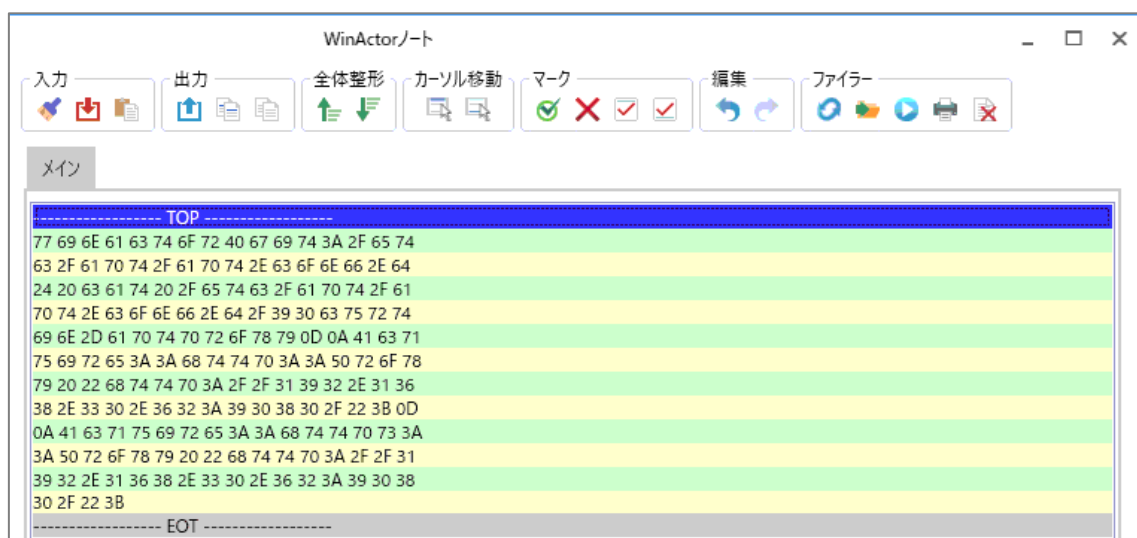 WinActorノート
入力 出力 全体整形 カーソル移動 マーク 編集 ファイラー
メイン
------------------ TOP ------------------
77 69 6E 61 63 74 6F 72 40 67 69 74 3A 2F 65 74
63 2F 61 70 74 2F 61 70 74 2E 63 6F 6E 66 2E 64
24 20 63 61 74 20 2F 65 74 63 2F 61 70 74 2F 61
70 74 2E 63 6F 6E 66 2E 64 2F 39 30 63 75 72 74
69 6E 2D 61 70 74 70 72 6F 78 79 0D 0A 41 63 71
75 69 72 65 3A 3A 68 74 74 70 3A 3A 50 72 6F 78
79 20 22 68 74 74 70 3A 2F 2F 31 39 32 2E 31 36
38 2E 33 30 2E 36 32 3A 39 30 38 30 2F 22 3B 0D
0A 41 63 71 75 69 72 65 3A 3A 68 74 74 70 73 3A
3A 50 72 6F 78 79 20 22 68 74 74 70 3A 2F 2F 31
39 32 2E 31 36 38 2E 33 30 2E 36 32 3A 39 30 38
30 2F 22 3B
------------------ EOT ------------------